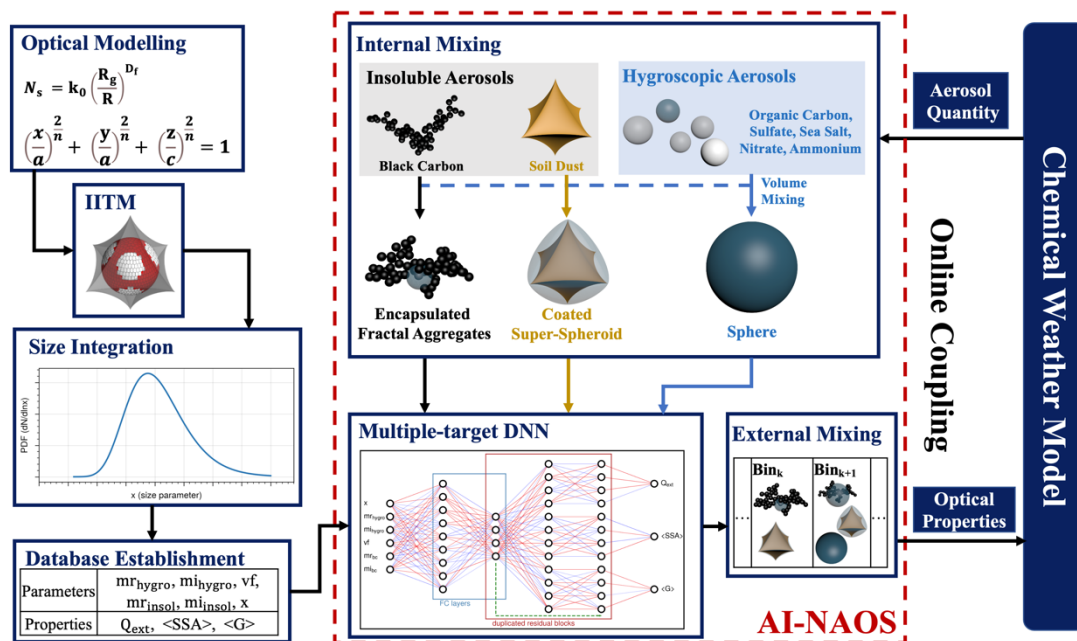 Optical Modelling
N_s = k_0 (R_g / R)^{D_f}
(x/a)^{2/n} + (y/a)^{2/n} + (z/c)^{2/n} = 1
IITM
Size Integration
PDF (dN/dlnx)
x (size parameter)
Database Establishment
Parameters
mr_hygro, mi_hygro, vf,
mr_insol, mi_insol, x
Properties
Q_ext, <SSA>, <G>
Internal Mixing
Insoluble Aerosols
Black Carbon
Soil Dust
Hygroscopic Aerosols
Organic Carbon,
Sulfate, Sea Salt,
Nitrate, Ammonium
Volume
Mixing
Encapsulated
Fractal Aggregates
Coated
Super-Spheroid
Sphere
Multiple-target DNN
x
mr_hygro
mi_hygro
vf
mr_bc
mi_bc
FC layers
duplicated residual blocks
Q_ext
<SSA>
<G>
External Mixing
Bin_k
Bin_{k+1}
...
...
AI-NAOS
Aerosol
Quantity
Online Coupling
Optical
Properties
Chemical Weather Model